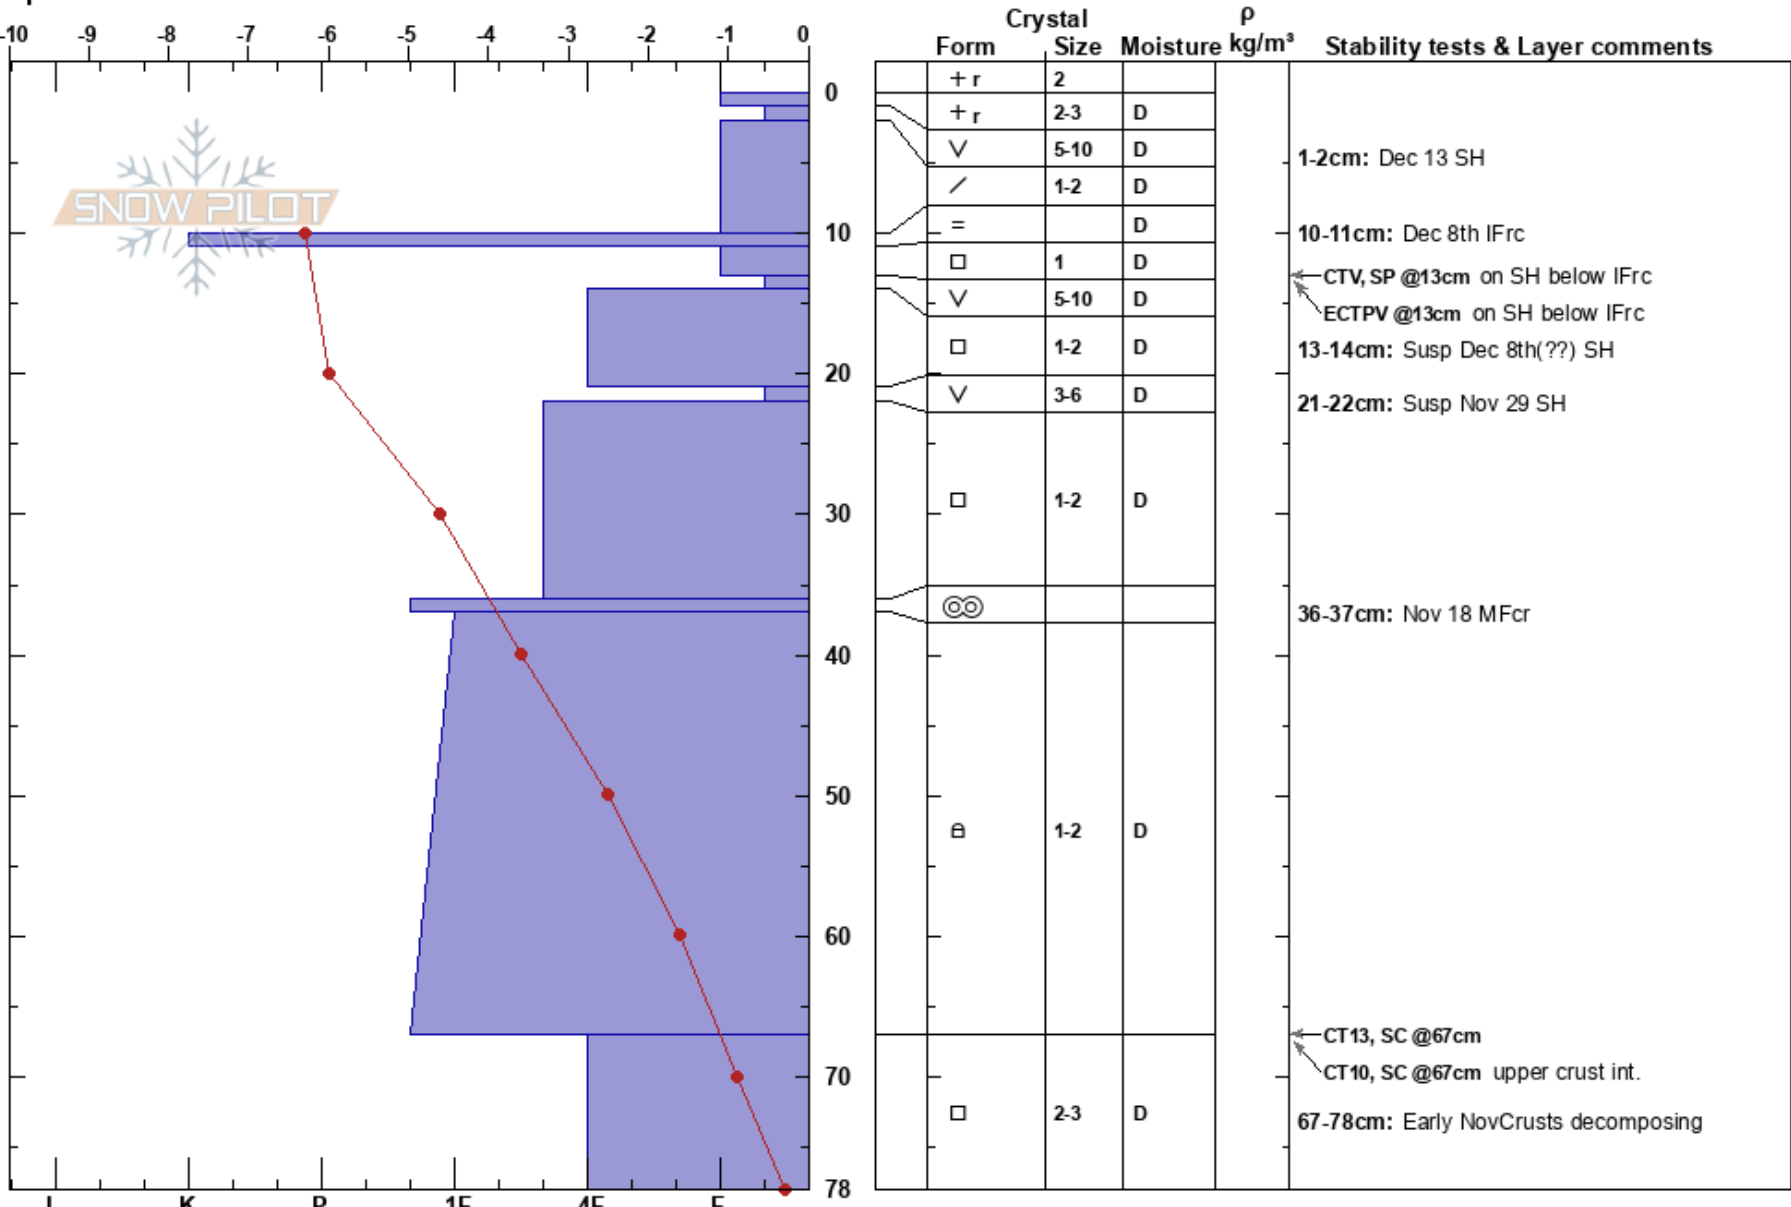 -10 -9 -8 -7 -6 -5 -4 -3 -2 -1 0
Crystal ρ
Form Size Moisture kg/m³ Stability tests & Layer comments
+ r 2
0
+ r 2-3 D
V 5-10 D
1-2cm: Dec 13 SH
/ 1-2 D
SNOW PILOT
= D
10 10-11cm: Dec 8th IFrc
□ 1 D
CTV, SP @13cm on SH below IFrc
V 5-10 D
ECTPV @13cm on SH below IFrc
□ 1-2 D
13-14cm: Susp Dec 8th(??) SH
20
V 3-6 D
21-22cm: Susp Nov 29 SH
□ 1-2 D
30
36-37cm: Nov 18 MFcr
40
50
1-2 D
60
CT13, SC @67cm
CT10, SC @67cm upper crust int.
70
□ 2-3 D
67-78cm: Early NovCrusts decomposing
78
I K P 1F 4F F